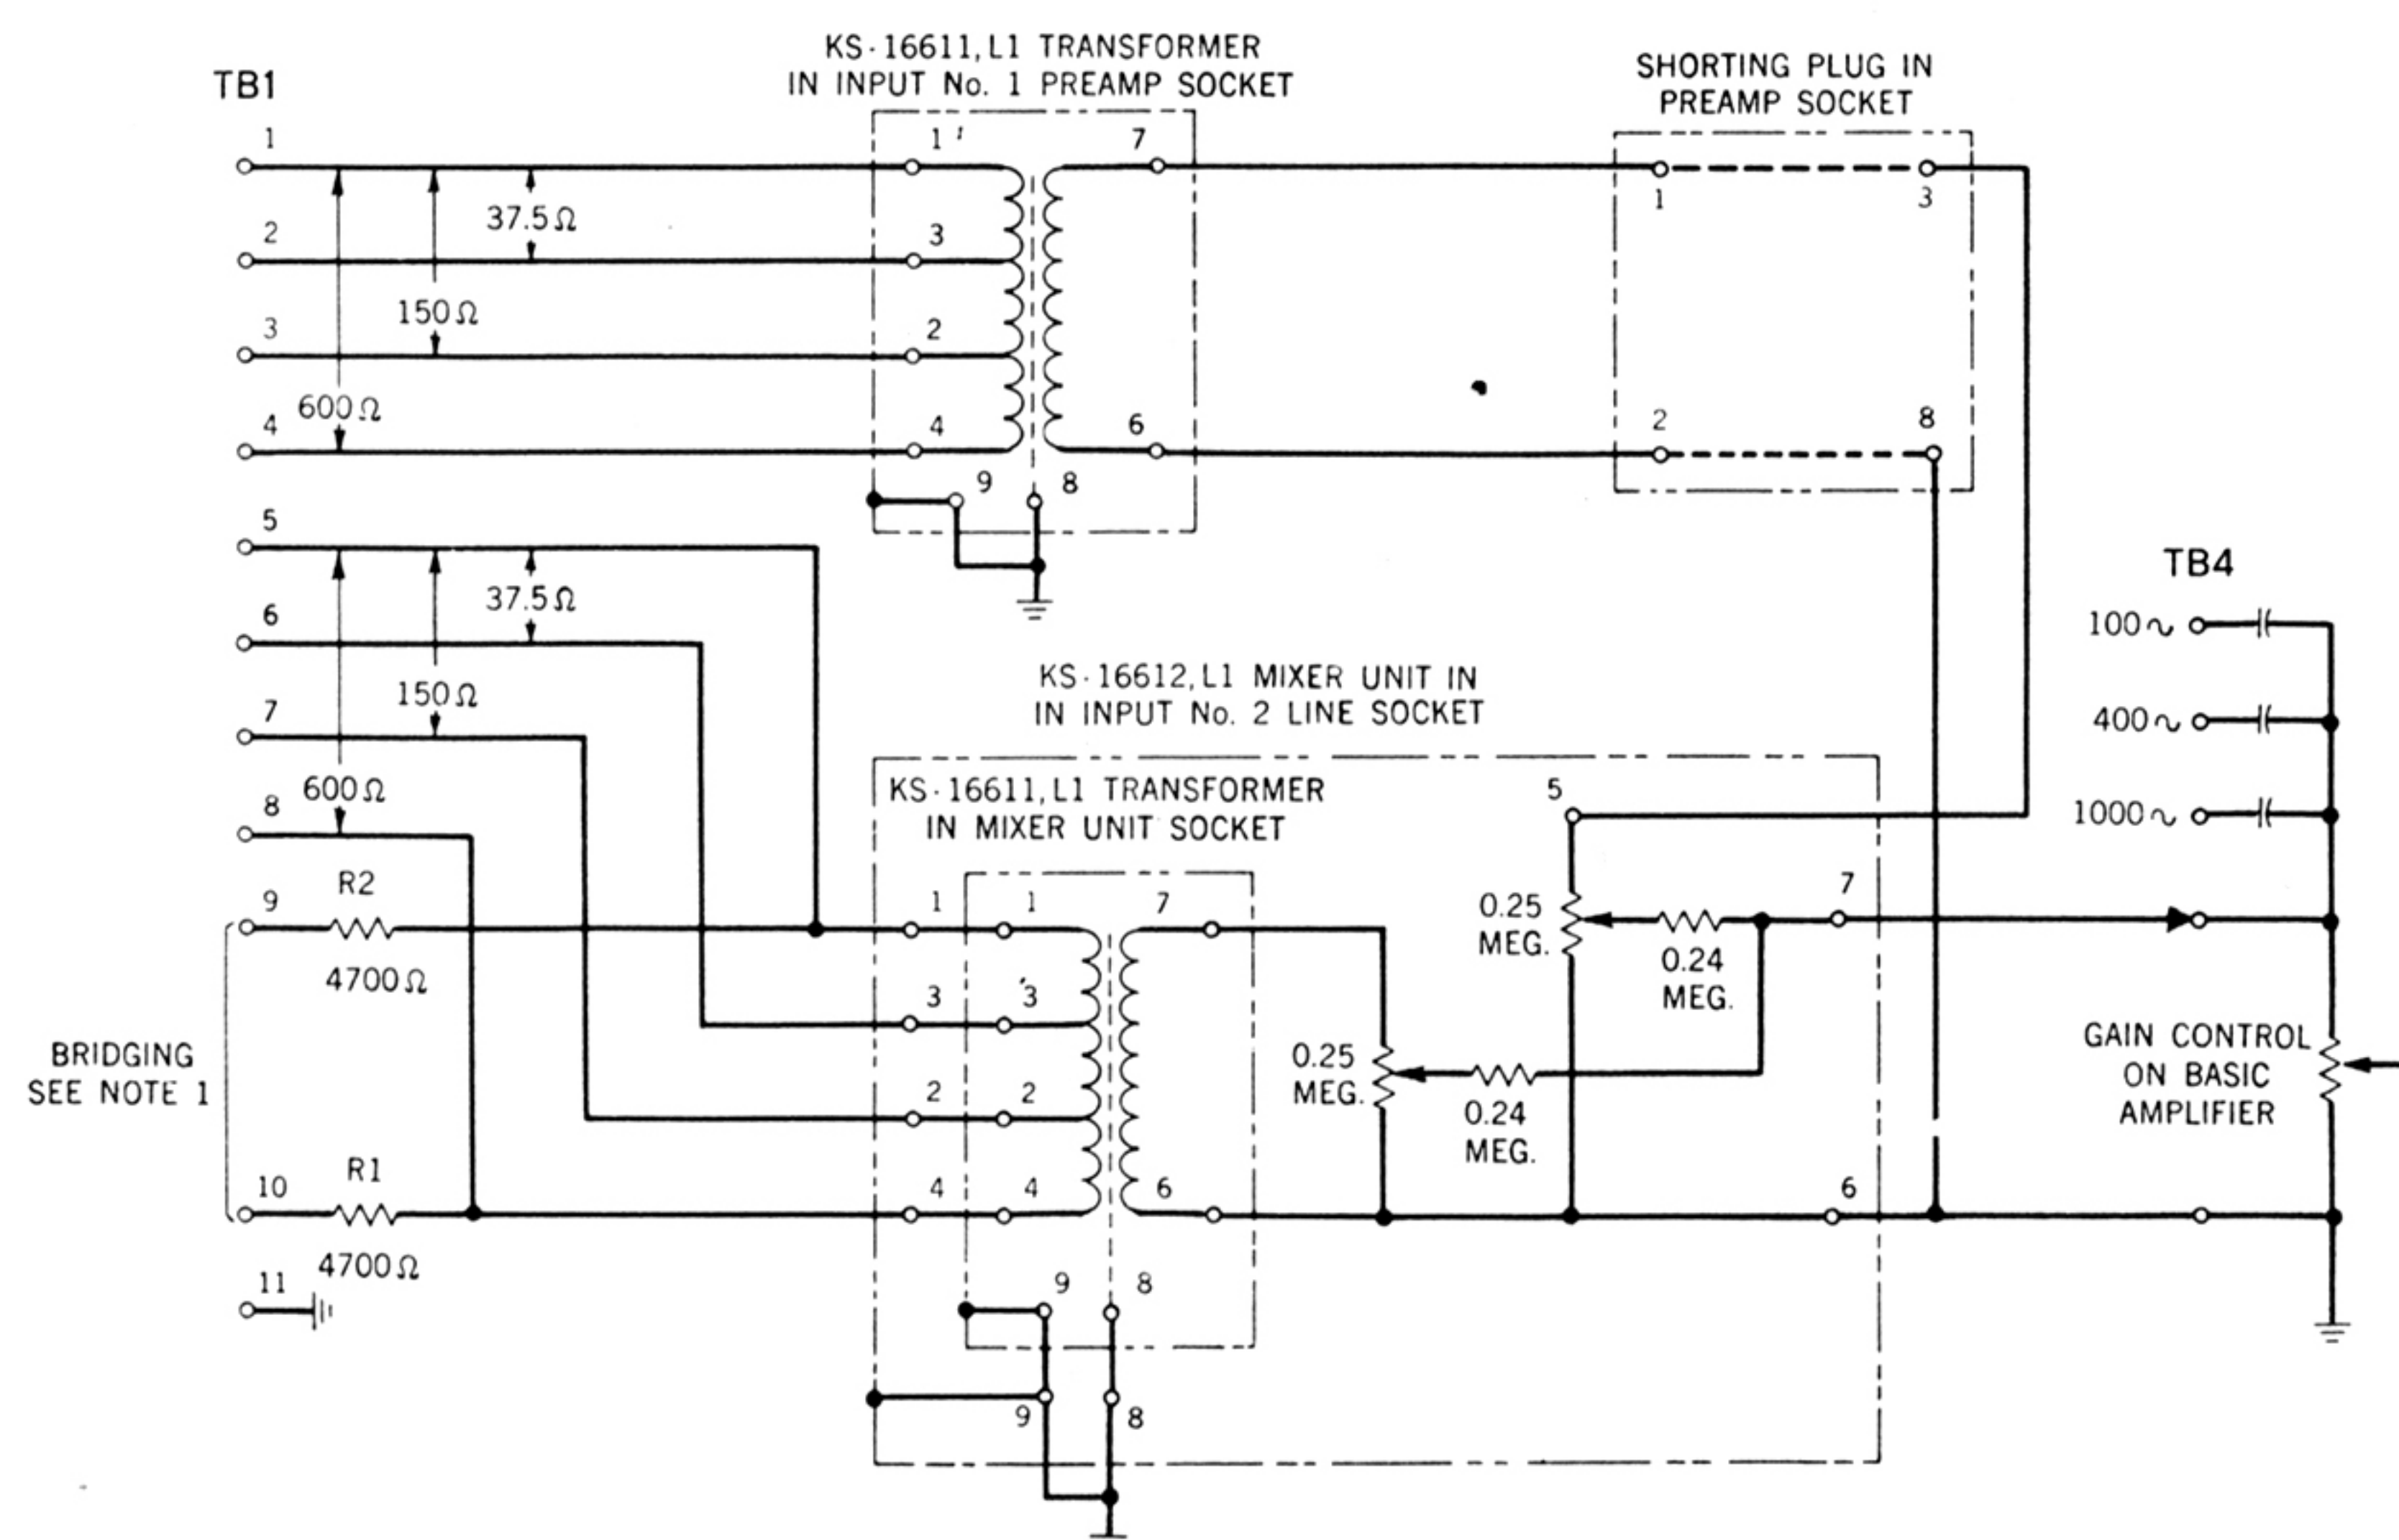 KS-16611, L1 TRANSFORMER
IN INPUT No. 1 PREAMP SOCKET
SHORTING PLUG IN
PREAMP SOCKET
TB1
1
2
3
4
5
6
7
8
9
10
11
37.5Ω
150Ω
600Ω
37.5Ω
150Ω
600Ω
R2
4700Ω
R1
4700Ω
BRIDGING
SEE NOTE 1
1
3
2
4
7
6
9
8
1
3
2
8
KS-16612, L1 MIXER UNIT IN
IN INPUT No. 2 LINE SOCKET
KS-16611, L1 TRANSFORMER
IN MIXER UNIT SOCKET
1
1
3
3
2
2
4
4
7
6
9
8
9
8
5
0.25
MEG.
0.24
MEG.
0.25
MEG.
0.24
MEG.
7
6
TB4
100~
400~
1000~
GAIN CONTROL
ON BASIC
AMPLIFIER